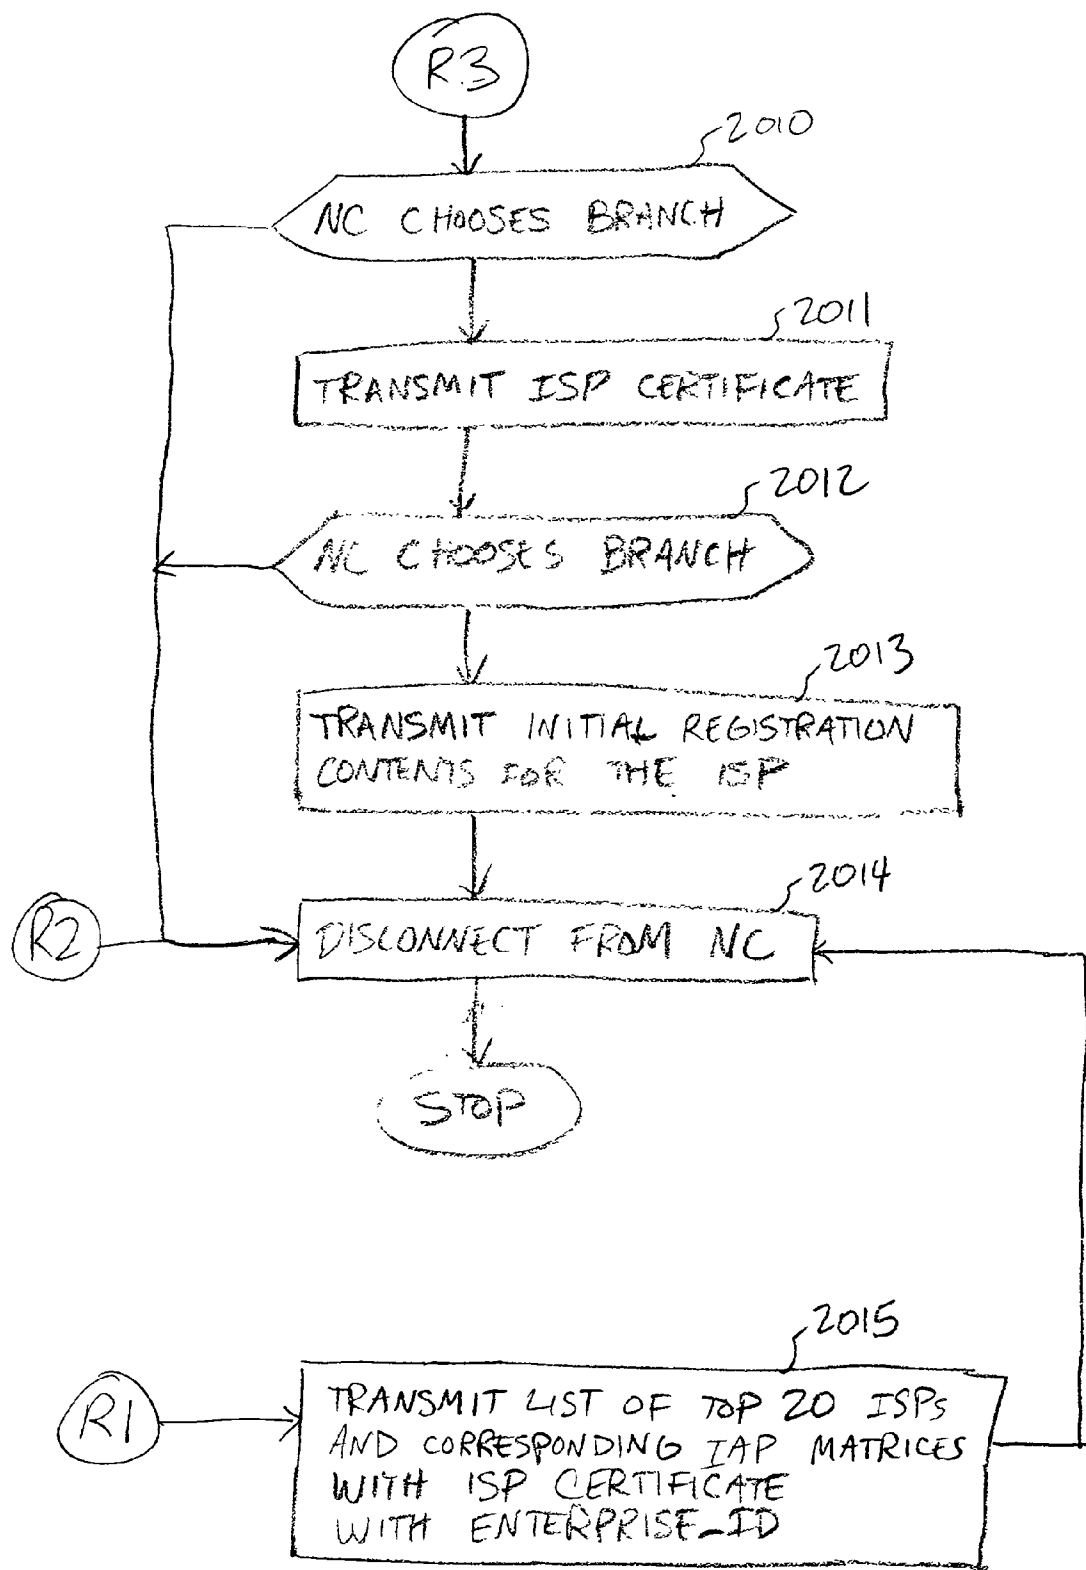 R3
2010
NC CHOOSES BRANCH
2011
TRANSMIT ISP CERTIFICATE
2012
NC CHOOSES BRANCH
2013
TRANSMIT INITIAL REGISTRATION
CONTENTS FOR THE ISP
2014
R2
DISCONNECT FROM NC
STOP
2015
R1
TRANSMIT LIST OF TOP 20 ISPs
AND CORRESPONDING IAP MATRICES
WITH ISP CERTIFICATE
WITH ENTERPRISE_ID